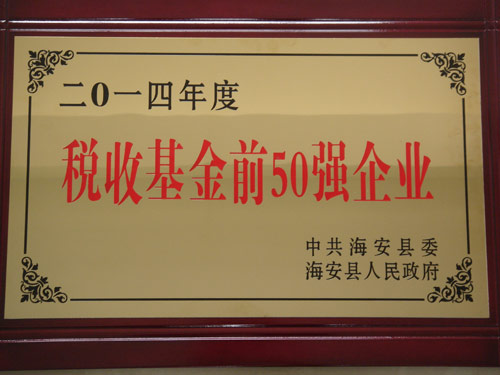 二0一四年度
税收基金前50强企业
中共海安县委
海安县人民政府